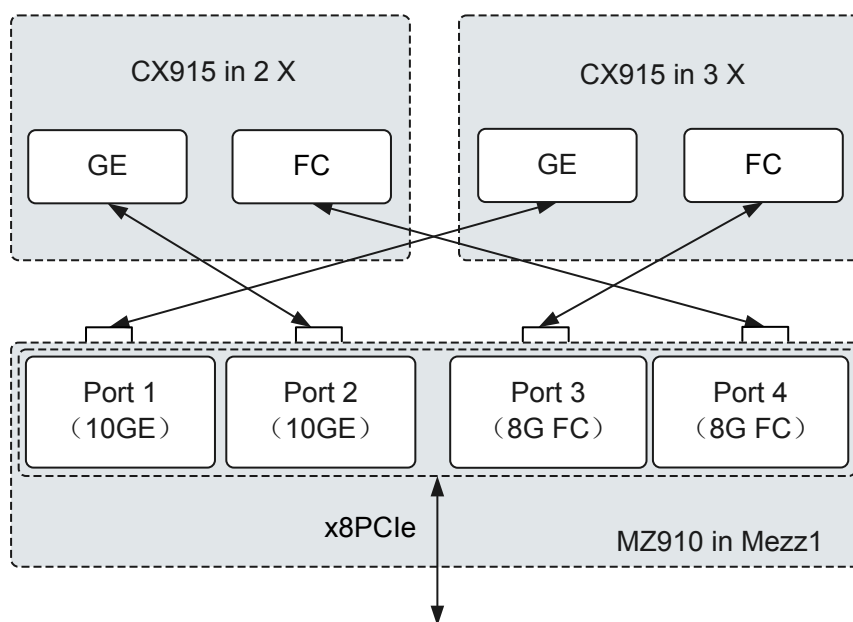 CX915 in 2 X
CX915 in 3 X
GE
FC
GE
FC
Port 1
（10GE）
Port 2
（10GE）
Port 3
（8G FC）
Port 4
（8G FC）
x8PCIe
MZ910 in Mezz1